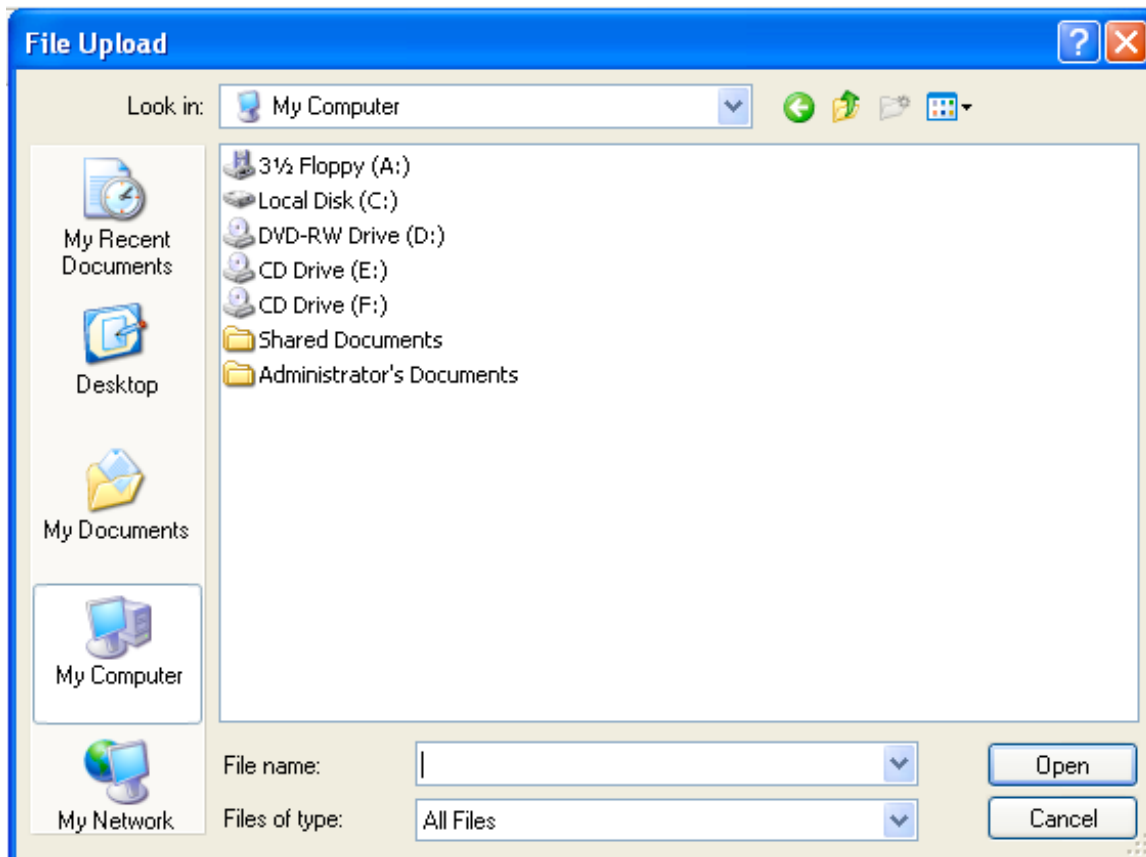 File Upload
Look in:
My Computer
3½ Floppy (A:)
Local Disk (C:)
DVD-RW Drive (D:)
CD Drive (E:)
CD Drive (F:)
Shared Documents
Administrator's Documents
My Recent
Documents
Desktop
My Documents
My Computer
My Network
File name:
Open
Files of type:
All Files
Cancel